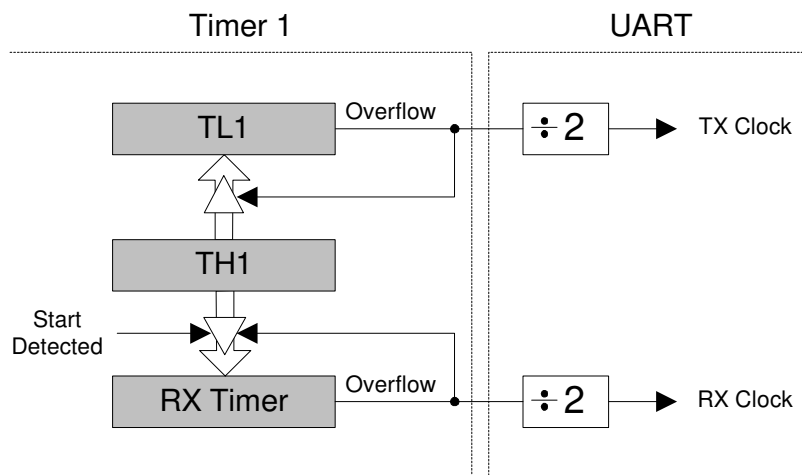 Timer 1
UART
TL1
Overflow
÷ 2
TX Clock
TH1
Start
Detected
RX Timer
Overflow
÷ 2
RX Clock